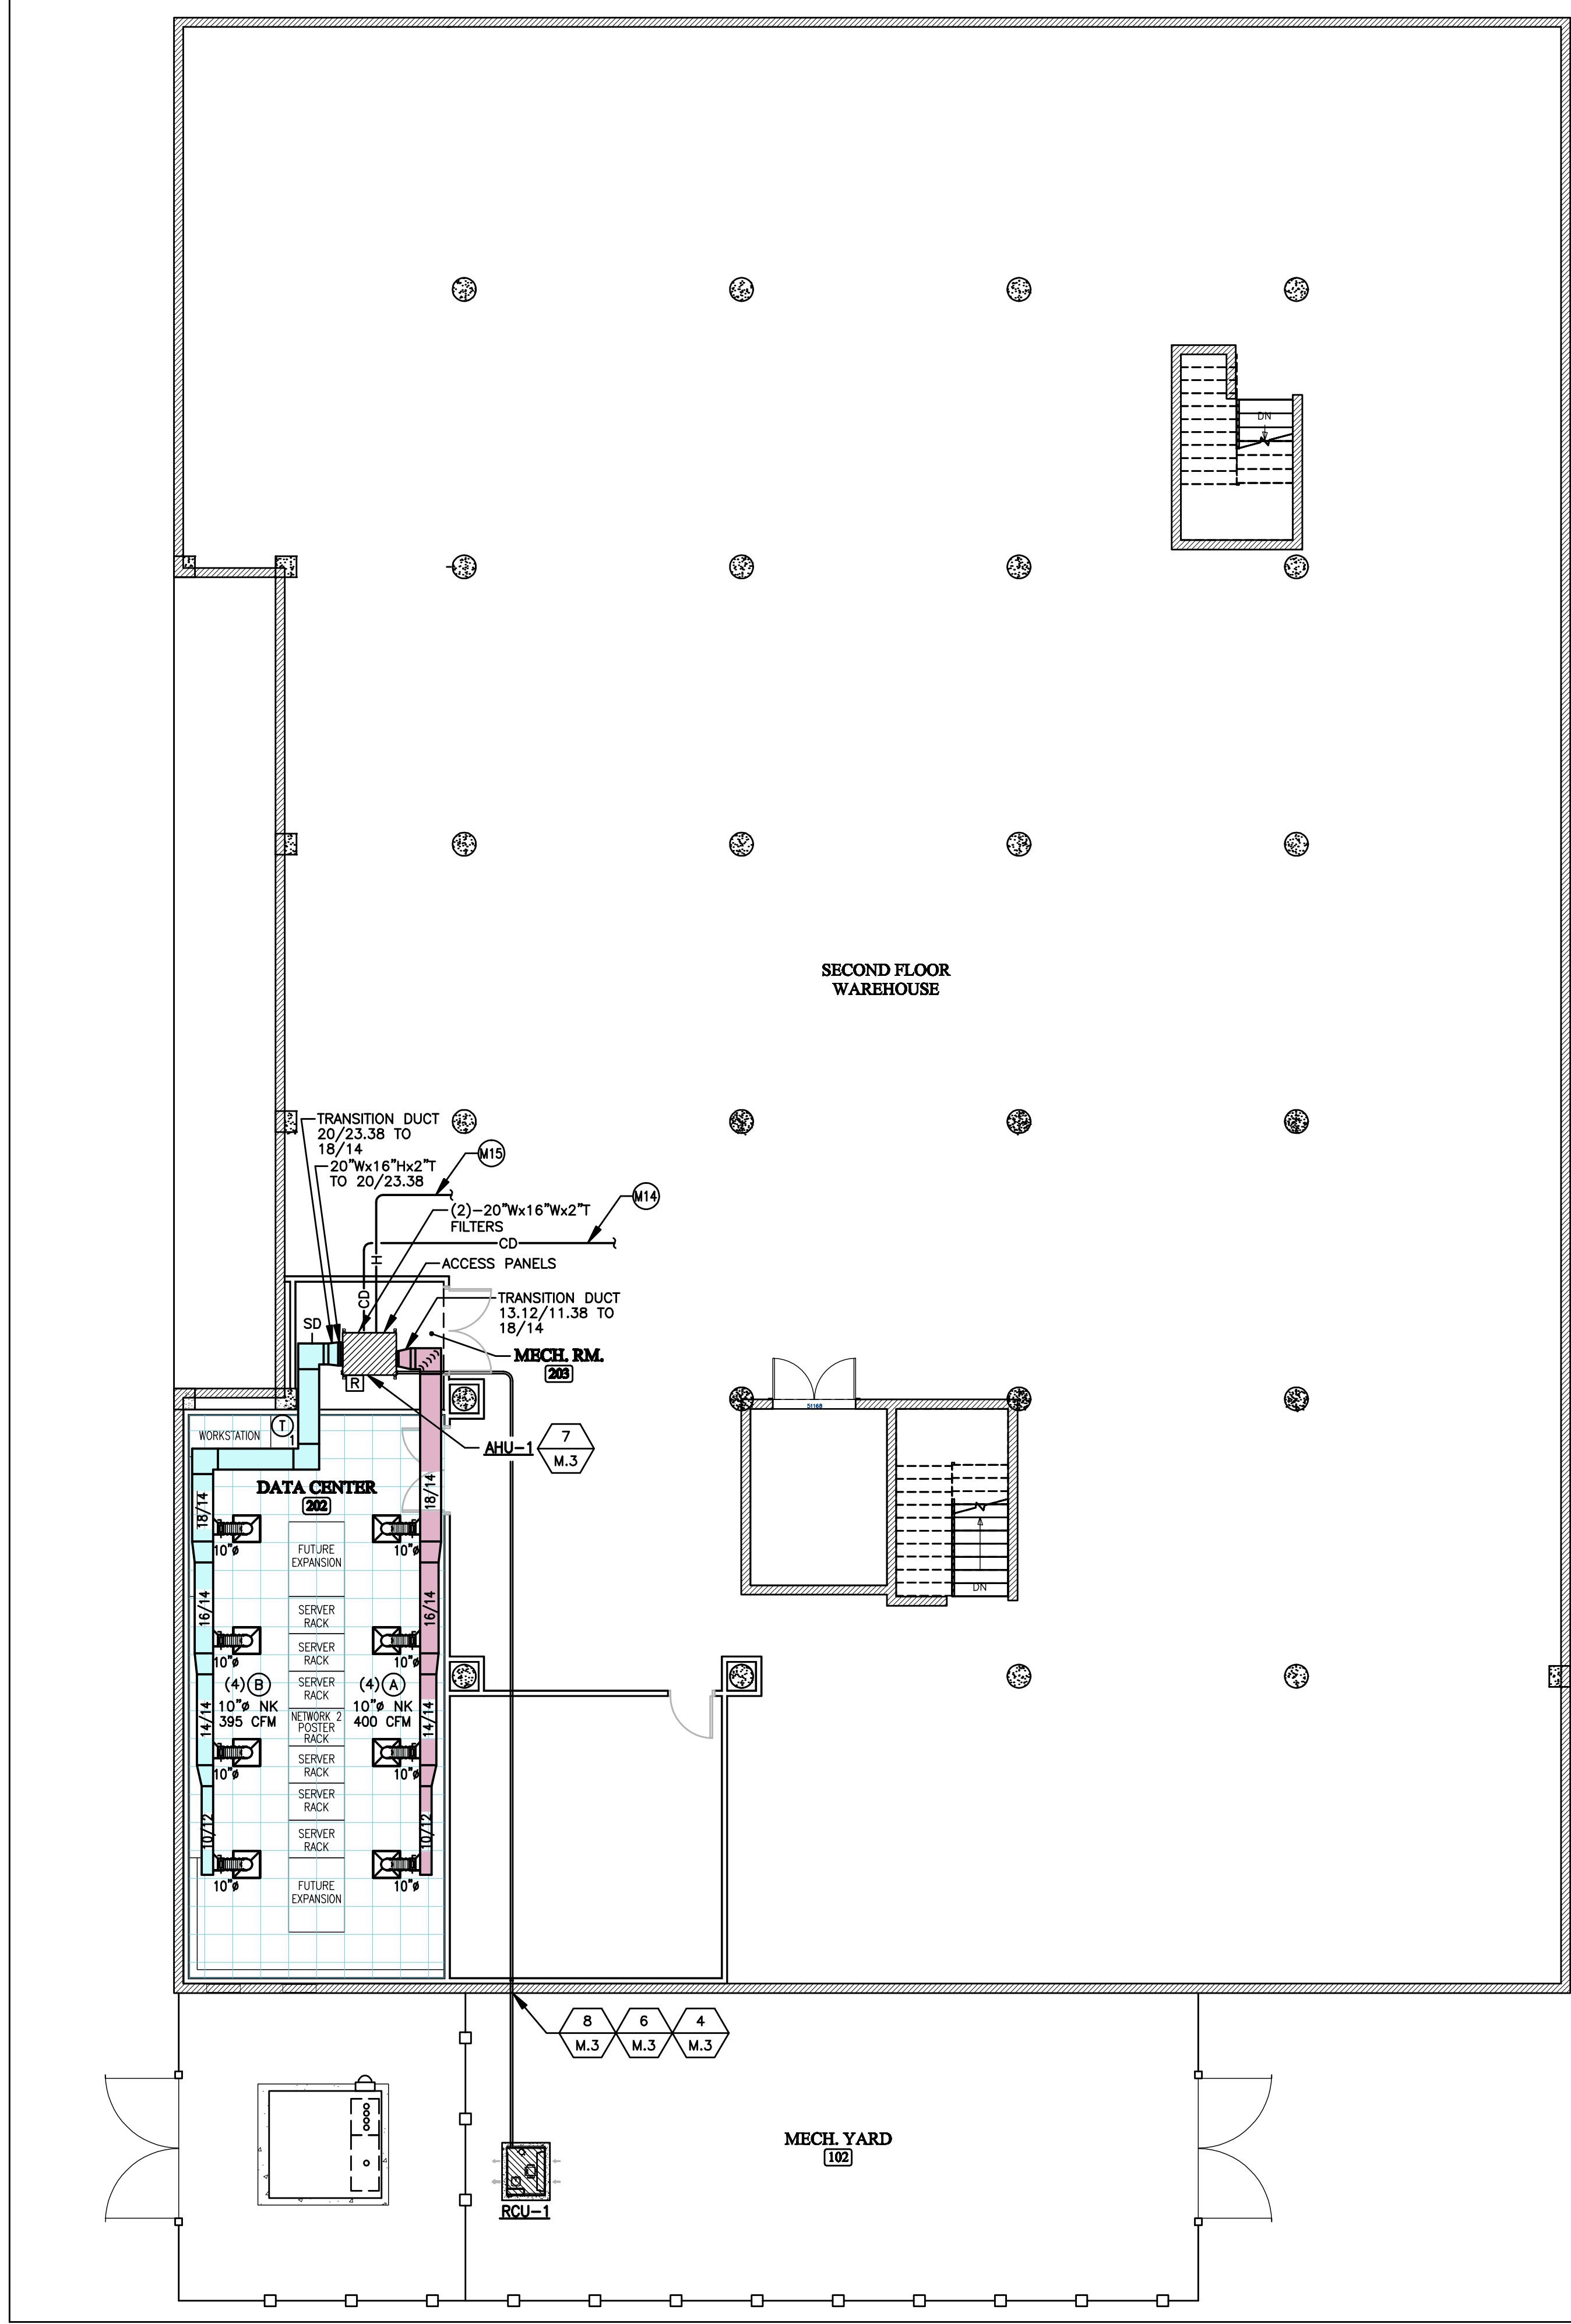 DN
SECOND FLOOR
WAREHOUSE
TRANSITION DUCT
20/23.38 TO
18/14
20"Wx16"Hx2"T
TO 20/23.38
M15
M14
(2)-20"Wx16"Wx2"T
FILTERS
CD
H
ACCESS PANELS
CD
TRANSITION DUCT
13.12/11.38 TO
18/14
SD
MECH. RM.
203
R
51168
WORKSTATION
T
1
AHU-1
7
M.3
DATA CENTER
202
18/14
18/14
10"ø
10"ø
FUTURE
EXPANSION
16/14
16/14
SERVER
RACK
DN
SERVER
RACK
10"ø
10"ø
(4) B
10"ø NK
395 CFM
SERVER
RACK
(4) A
10"ø NK
400 CFM
14/14
14/14
NETWORK 2
POSTER
RACK
SERVER
RACK
10"ø
10"ø
SERVER
RACK
10/12
10/12
SERVER
RACK
10"ø
10"ø
FUTURE
EXPANSION
8
M.3
6
M.3
4
M.3
MECH. YARD
102
RCU-1